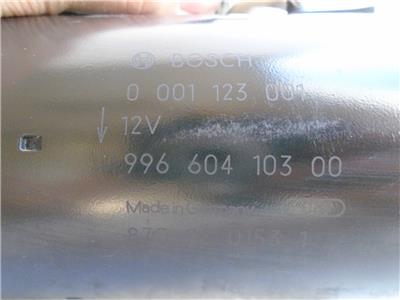 BOSCH
0 001 123 001
12V
996 604 103 00
Made in Germany